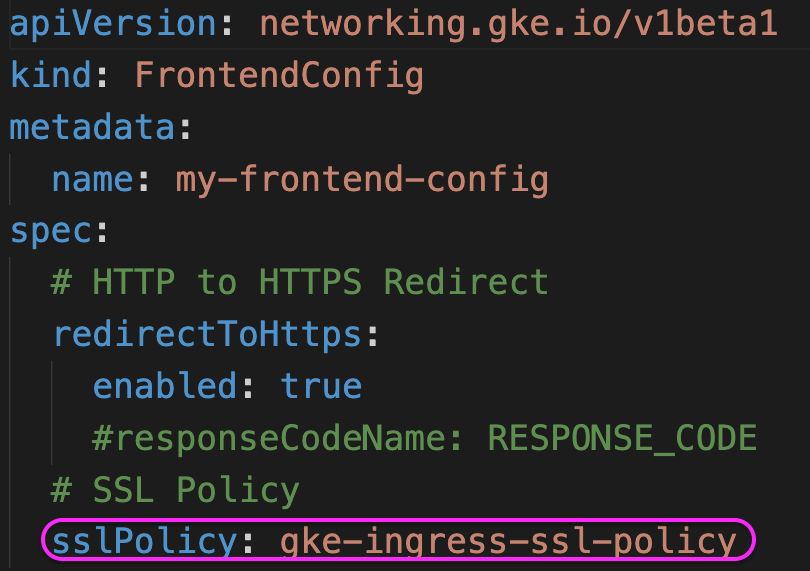 apiVersion: networking.gke.io/v1beta1
kind: FrontendConfig
metadata:
  name: my-frontend-config
spec:
  # HTTP to HTTPS Redirect
  redirectToHttps:
    enabled: true
    #responseCodeName: RESPONSE_CODE
  # SSL Policy
  sslPolicy: gke-ingress-ssl-policy